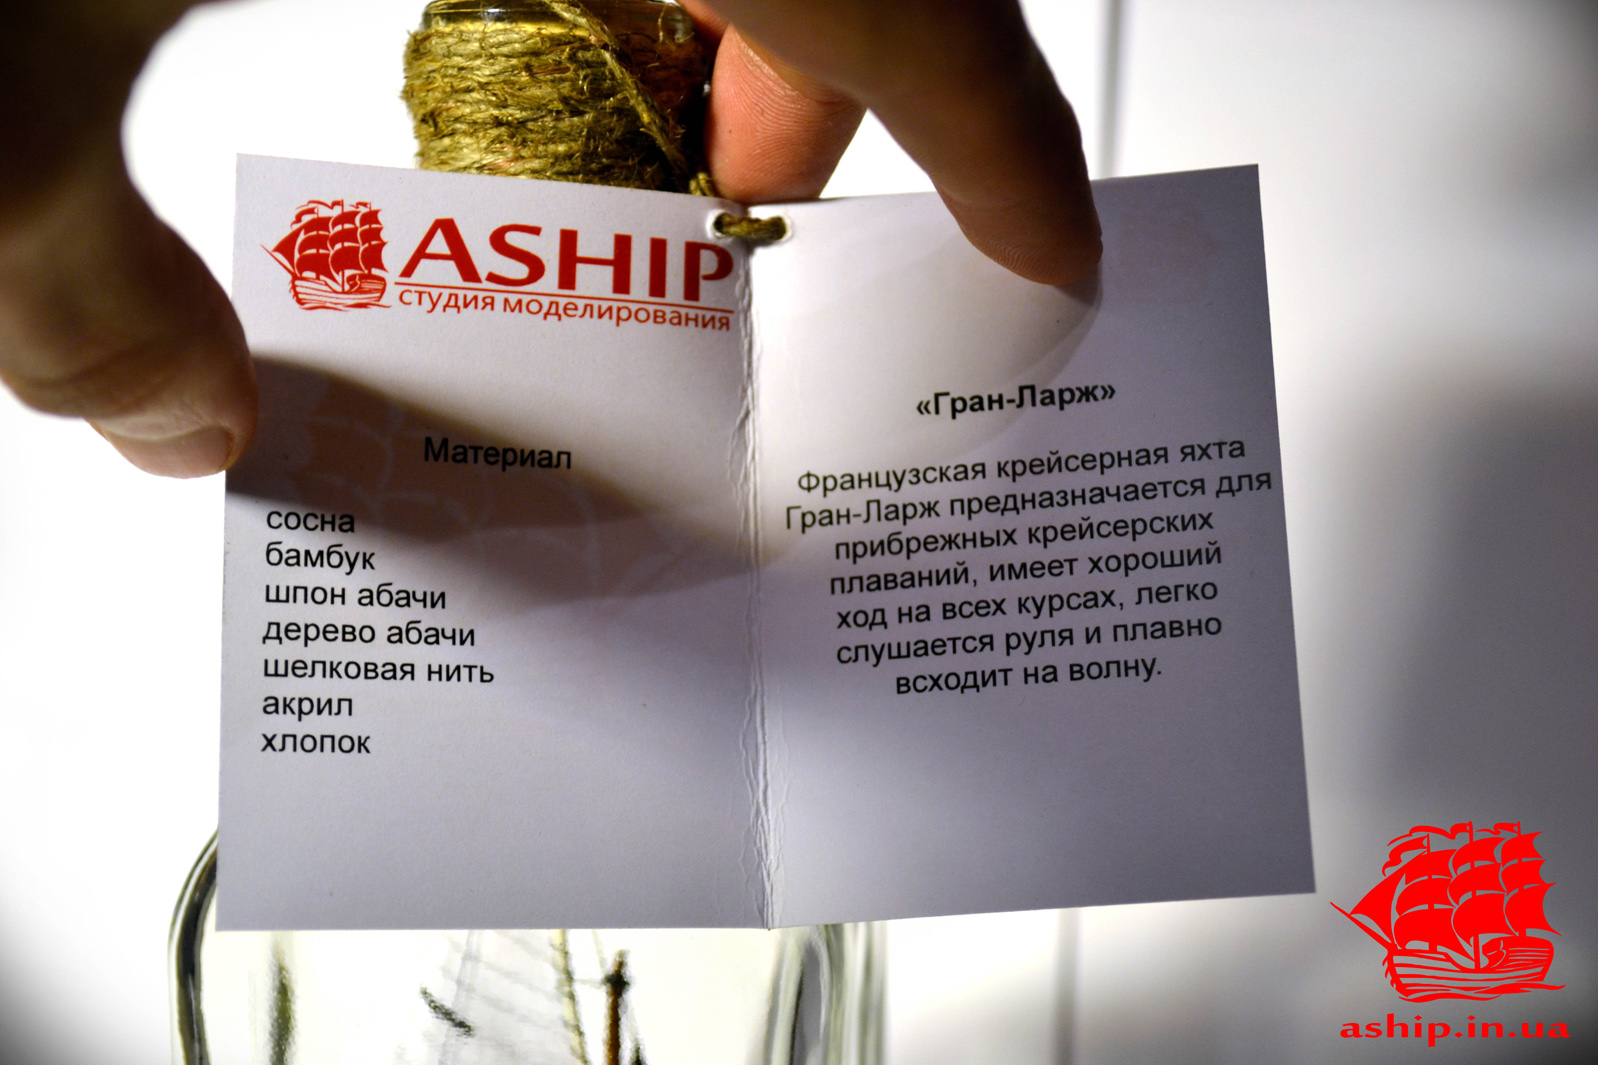 ASHIP
студия моделирования
Материал
сосна
бамбук
шпон абачи
дерево абачи
шелковая нить
акрил
хлопок
«Гран-Ларж»
Французская крейсерная яхта
Гран-Ларж предназначается для
прибрежных крейсерских
плаваний, имеет хороший
ход на всех курсах, легко
слушается руля и плавно
всходит на волну.
aship.in.ua